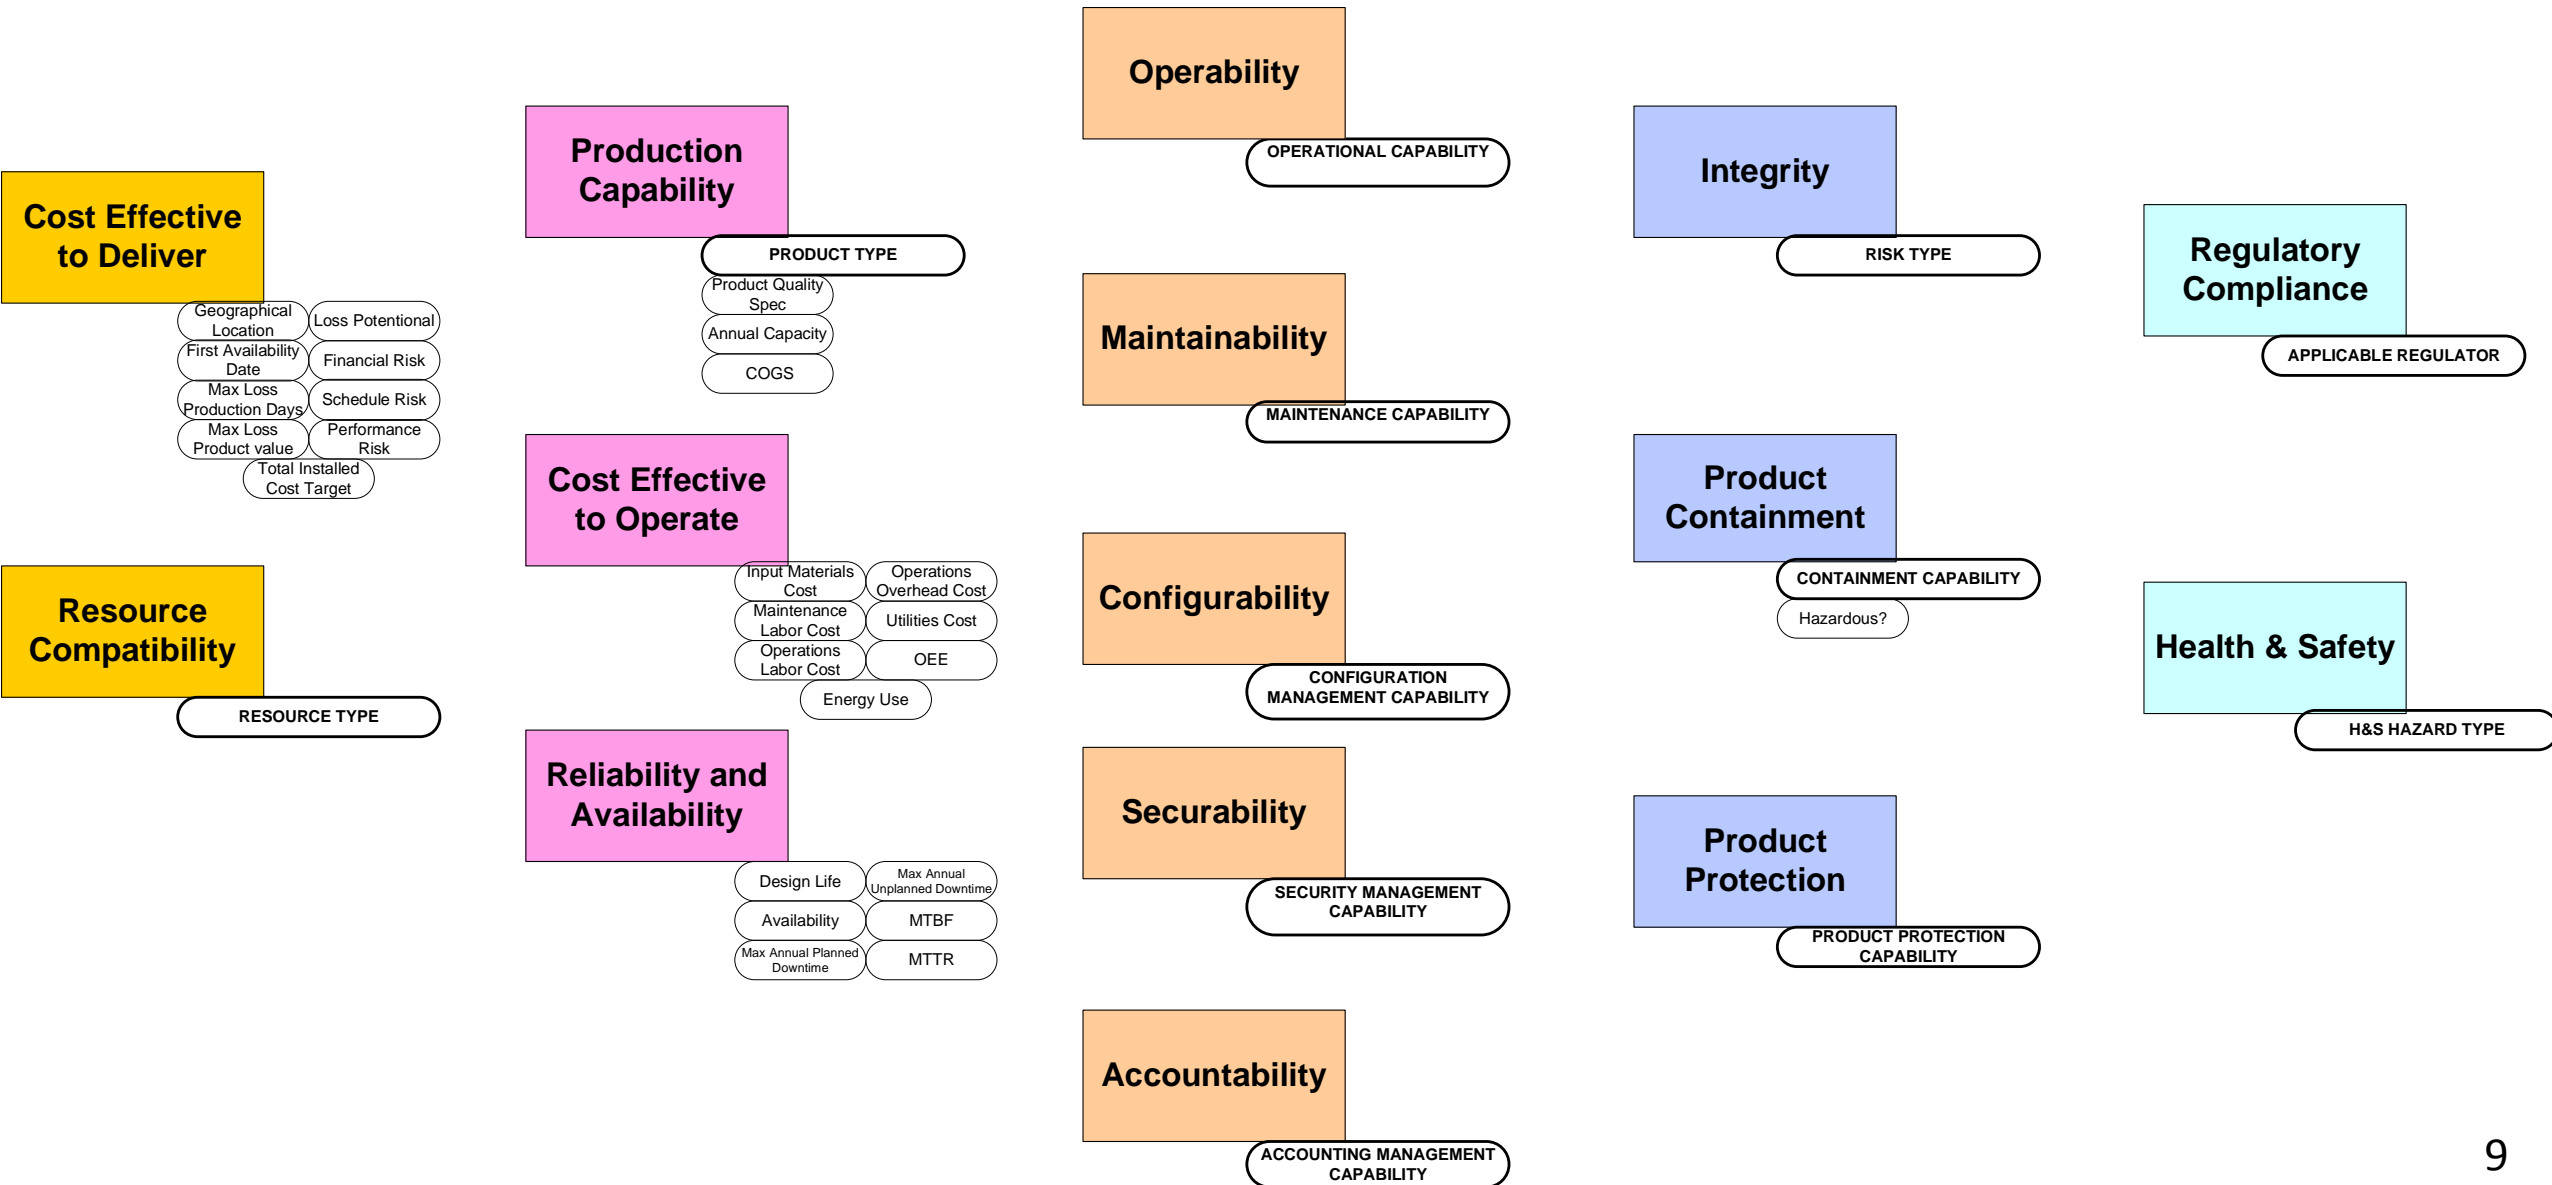 Cost Effective
to Deliver
Geographical
Location
Loss Potentional
First Availability
Date
Financial Risk
Max Loss
Production Days
Schedule Risk
Max Loss
Product value
Performance
Risk
Total Installed
Cost Target
Resource
Compatibility
RESOURCE TYPE
Production
Capability
PRODUCT TYPE
Product Quality
Spec
Annual Capacity
COGS
Cost Effective
to Operate
Input Materials
Cost
Operations
Overhead Cost
Maintenance
Labor Cost
Utilities Cost
Operations
Labor Cost
OEE
Energy Use
Reliability and
Availability
Design Life
Max Annual
Unplanned Downtime
Availability
MTBF
Max Annual Planned
Downtime
MTTR
Operability
OPERATIONAL CAPABILITY
Maintainability
MAINTENANCE CAPABILITY
Configurability
CONFIGURATION
MANAGEMENT CAPABILITY
Securability
SECURITY MANAGEMENT
CAPABILITY
Accountability
ACCOUNTING MANAGEMENT
CAPABILITY
Integrity
RISK TYPE
Product
Containment
CONTAINMENT CAPABILITY
Hazardous?
Product
Protection
PRODUCT PROTECTION
CAPABILITY
Regulatory
Compliance
APPLICABLE REGULATOR
Health & Safety
H&S HAZARD TYPE
9